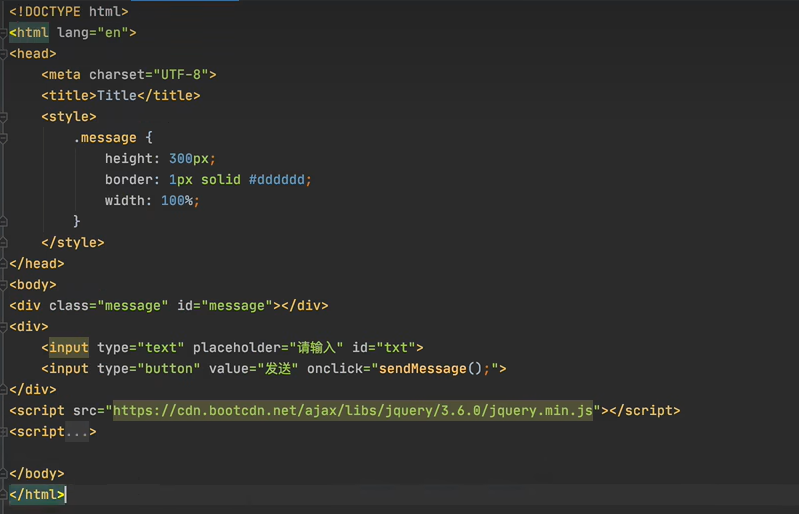 <!DOCTYPE html>
<html lang="en">
<head>
    <meta charset="UTF-8">
    <title>Title</title>
    <style>
        .message {
            height: 300px;
            border: 1px solid #dddddd;
            width: 100%;
        }
    </style>
</head>
<body>
<div class="message" id="message"></div>
<div>
    <input type="text" placeholder="请输入" id="txt">
    <input type="button" value="发送" onclick="sendMessage();">
</div>
<script src="https://cdn.bootcdn.net/ajax/libs/jquery/3.6.0/jquery.min.js"></script>
<script...>
</body>
</html>